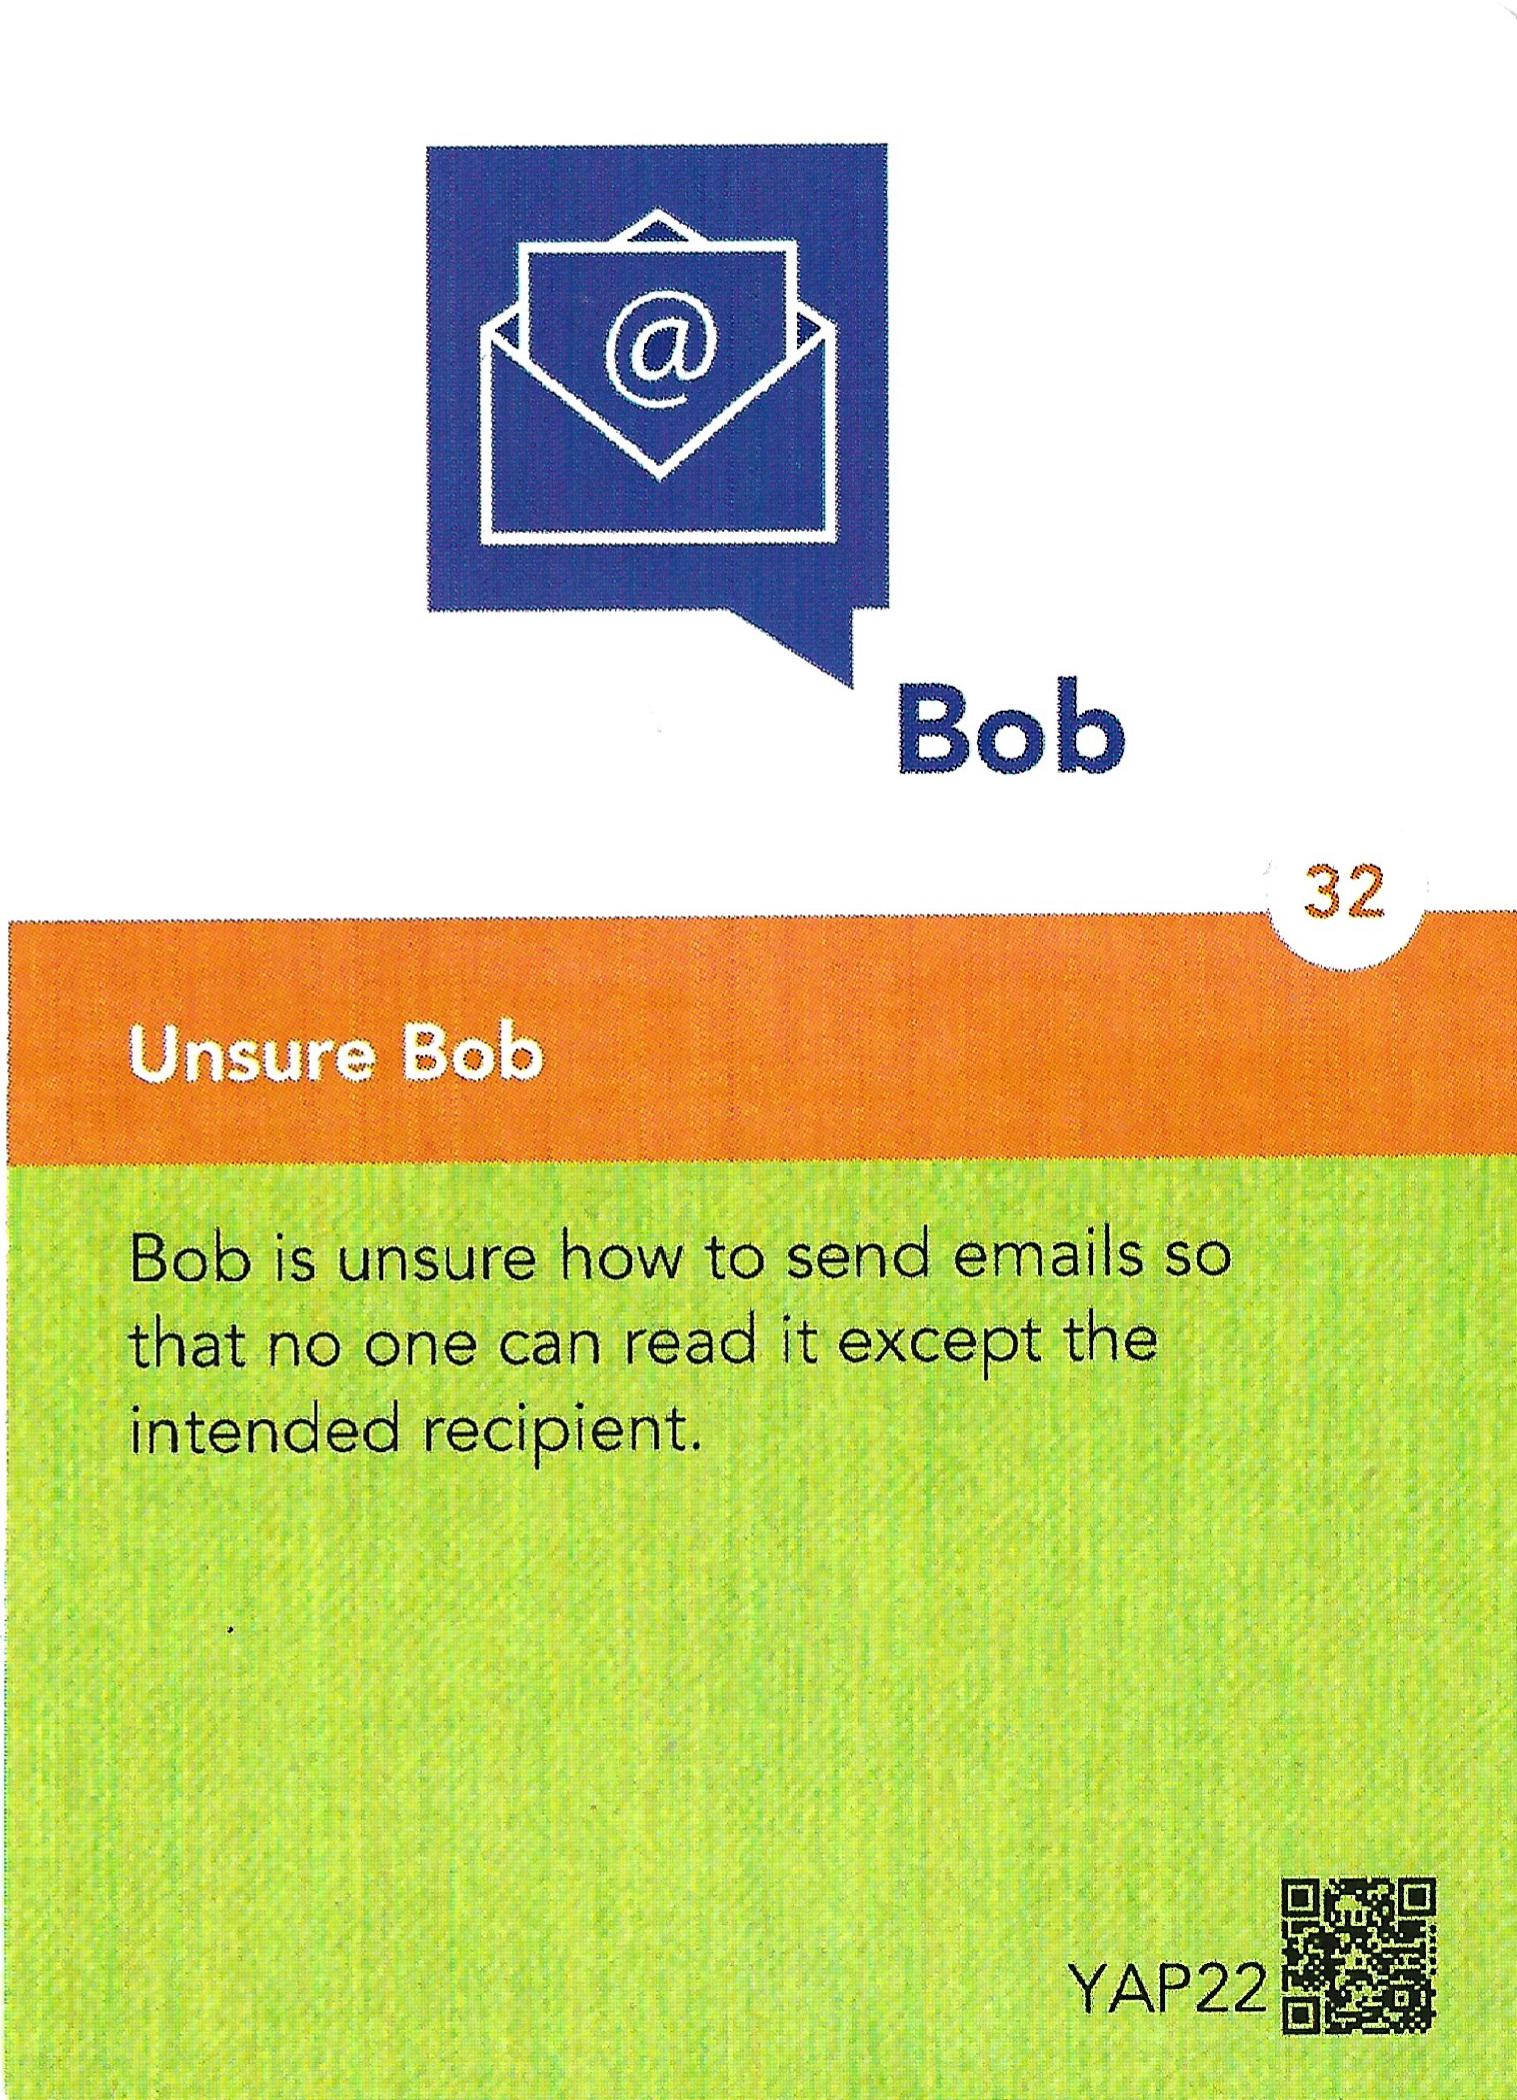 @
Bob
32
Unsure Bob
Bob is unsure how to send emails so
that no one can read it except the
intended recipient.
YAP22